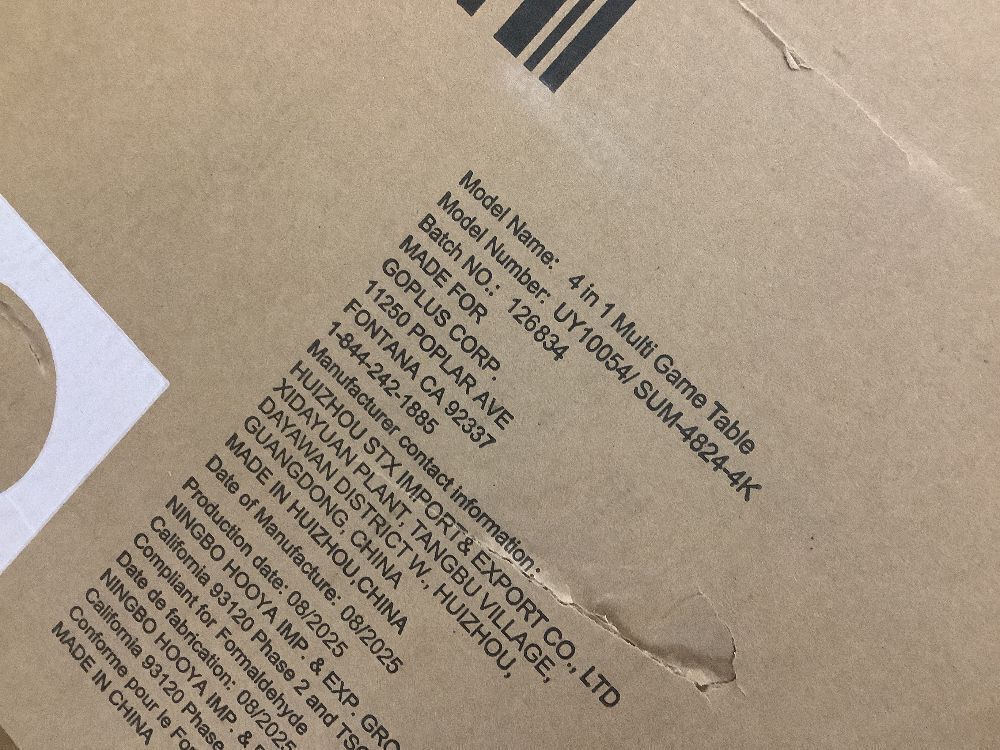 Model Name: 4 in 1 Multi Game Table
Model Number: UY10054/ SUM-4824-4K
Batch NO.: 126834
MADE FOR
GOPLUS CORP.
11250 POPLAR AVE
FONTANA CA 92337
1-844-242-1885
Manufacturer contact information:
HUIZHOU STX IMPORT& EXPORT CO., LTD
XIDAYUAN PLANT, TANGBU VILLAGE,
DAYAWAN DISTRICT W., HUIZHOU,
GUANGDONG, CHINA
MADE IN HUIZHOU,CHINA
Date of Manufacture: 08/2025
Production date: 08/2025
NINGBO HOOYA IMP. & EXP. GRO
California 93120 Phase 2 and TSC
Compliant for Formaldehyde
Date de fabrication: 08/2025
NINGBO HOOYA IMP. &
California 93120 Phase
Conforme pour le For
MADE IN CHINA